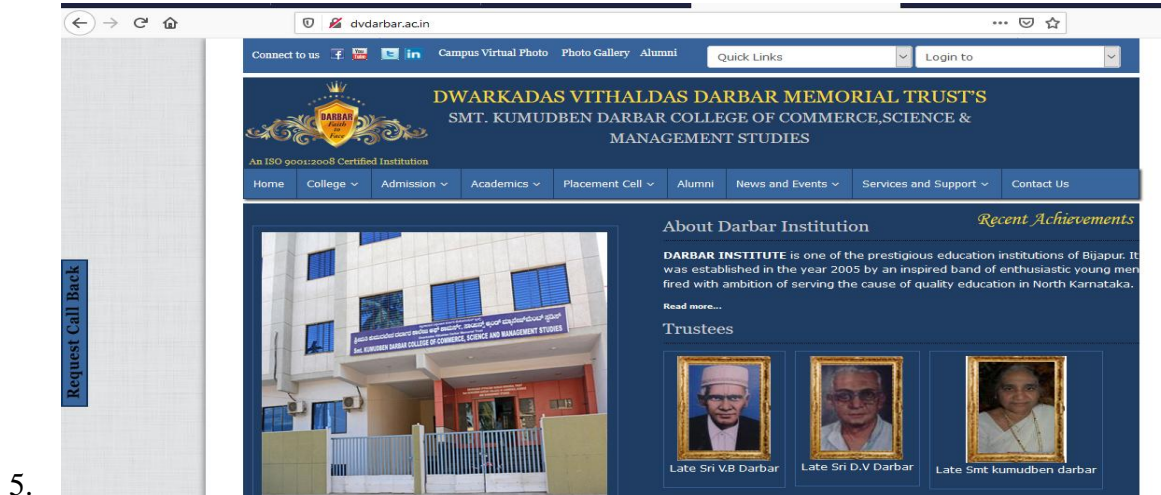 dvdarbar.ac.in
Connect to us
Campus Virtual Photo Photo Gallery Alumni
Quick Links
Login to
DARBAR
Faith
to
Face
An ISO 9001:2008 Certified Institution
DWARKADAS VITHALDAS DARBAR MEMORIAL TRUST'S
SMT. KUMUDBEN DARBAR COLLEGE OF COMMERCE,SCIENCE &
MANAGEMENT STUDIES
Home College Admission Academics Placement Cell Alumni News and Events Services and Support Contact Us
Request Call Back
Smt. KUMUDBEN DARBAR COLLEGE OF COMMERCE, SCIENCE AND MANAGEMENT STUDIES
Recent Achievements
About Darbar Institution
DARBAR INSTITUTE is one of the prestigious education institutions of Bijapur. It
was established in the year 2005 by an inspired band of enthusiastic young men
fired with ambition of serving the cause of quality education in North Karnataka.
Read more...
Trustees
Late Sri V.B Darbar
Late Sri D.V Darbar
Late Smt kumudben darbar
5.